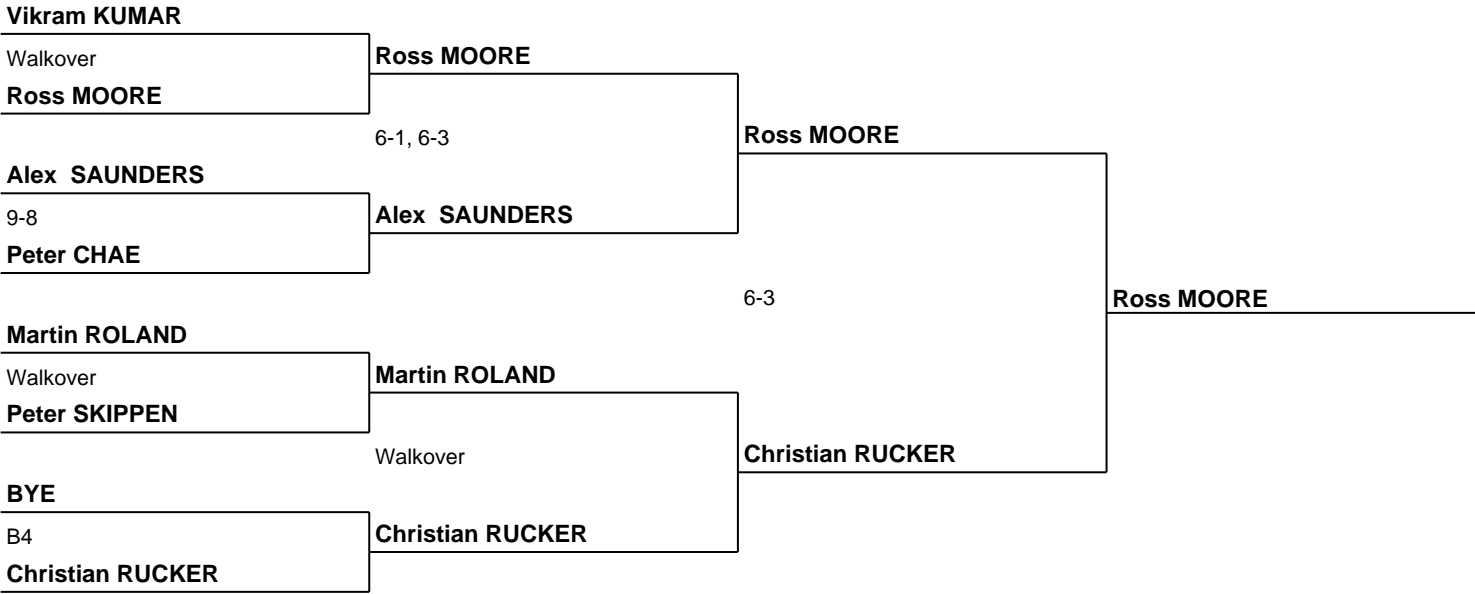 Vikram KUMAR
Walkover
Ross MOORE
Ross MOORE
6-1, 6-3
Ross MOORE
Alex  SAUNDERS
9-8
Alex  SAUNDERS
Peter CHAE
6-3
Ross MOORE
Martin ROLAND
Walkover
Martin ROLAND
Peter SKIPPEN
Walkover
Christian RUCKER
BYE
B4
Christian RUCKER
Christian RUCKER